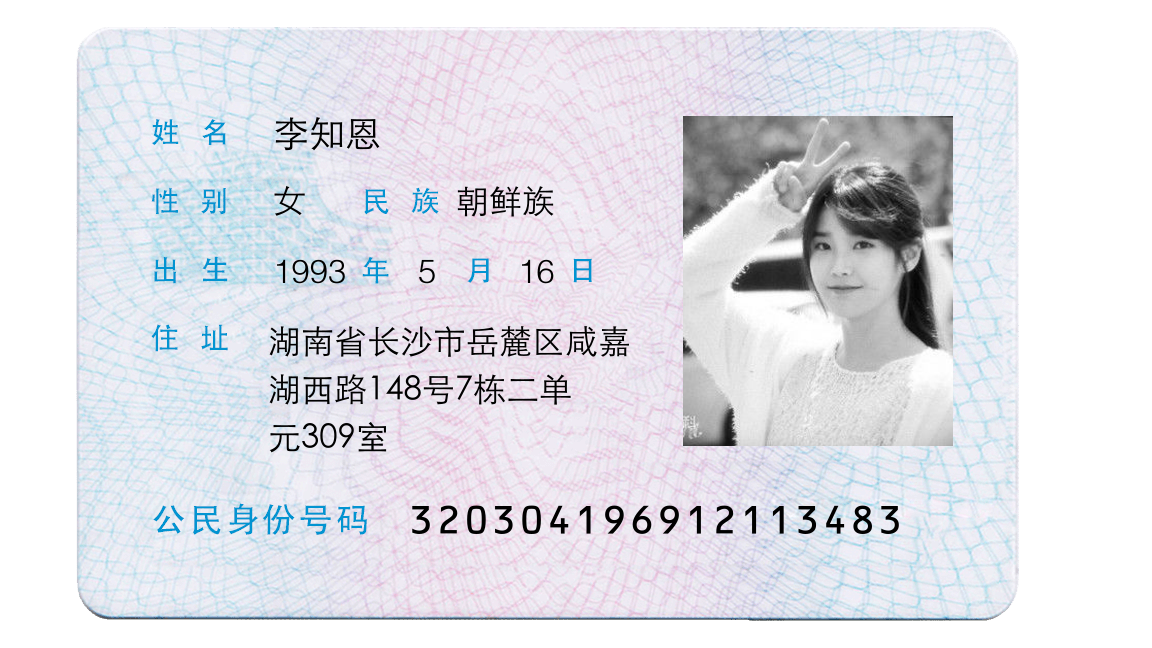 姓 名 李知恩
性 别 女 民 族 朝鲜族
出 生 1993 年 5 月 16 日
住 址 湖南省长沙市岳麓区咸嘉
湖西路148号7栋二单
元309室
公民身份号码 320304196912113483